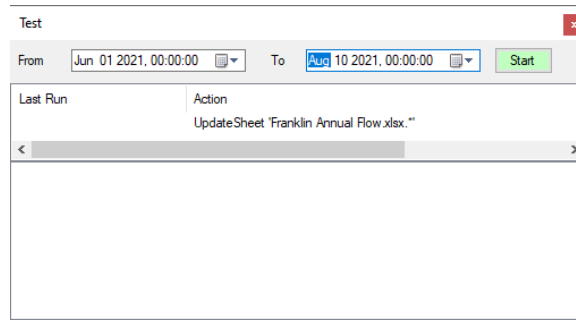 Test
From Jun 01 2021, 00:00:00 To Aug 10 2021, 00:00:00 Start
Last Run Action
UpdateSheet 'Franklin Annual Flow.xlsx.*'